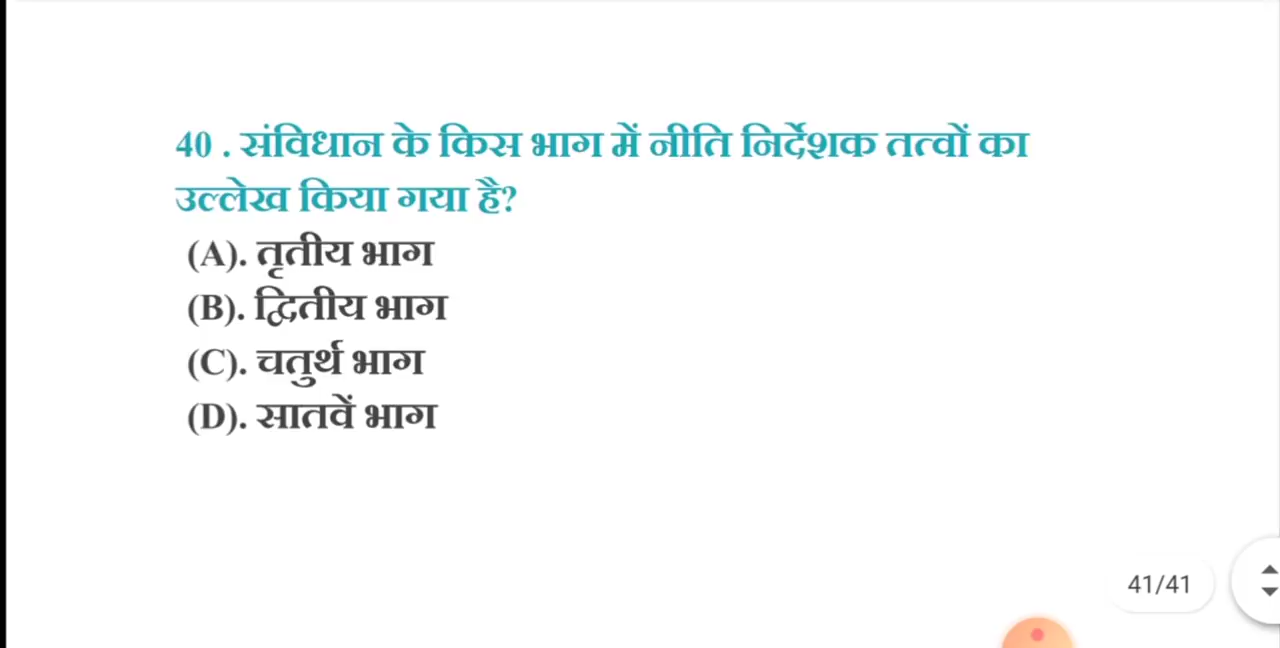 40 . संविधान के किस भाग में नीति निर्देशक तत्वों का
उल्लेख किया गया है?
(A). तृतीय भाग
(B). द्वितीय भाग
(C). चतुर्थ भाग
(D). सातवें भाग
41/41